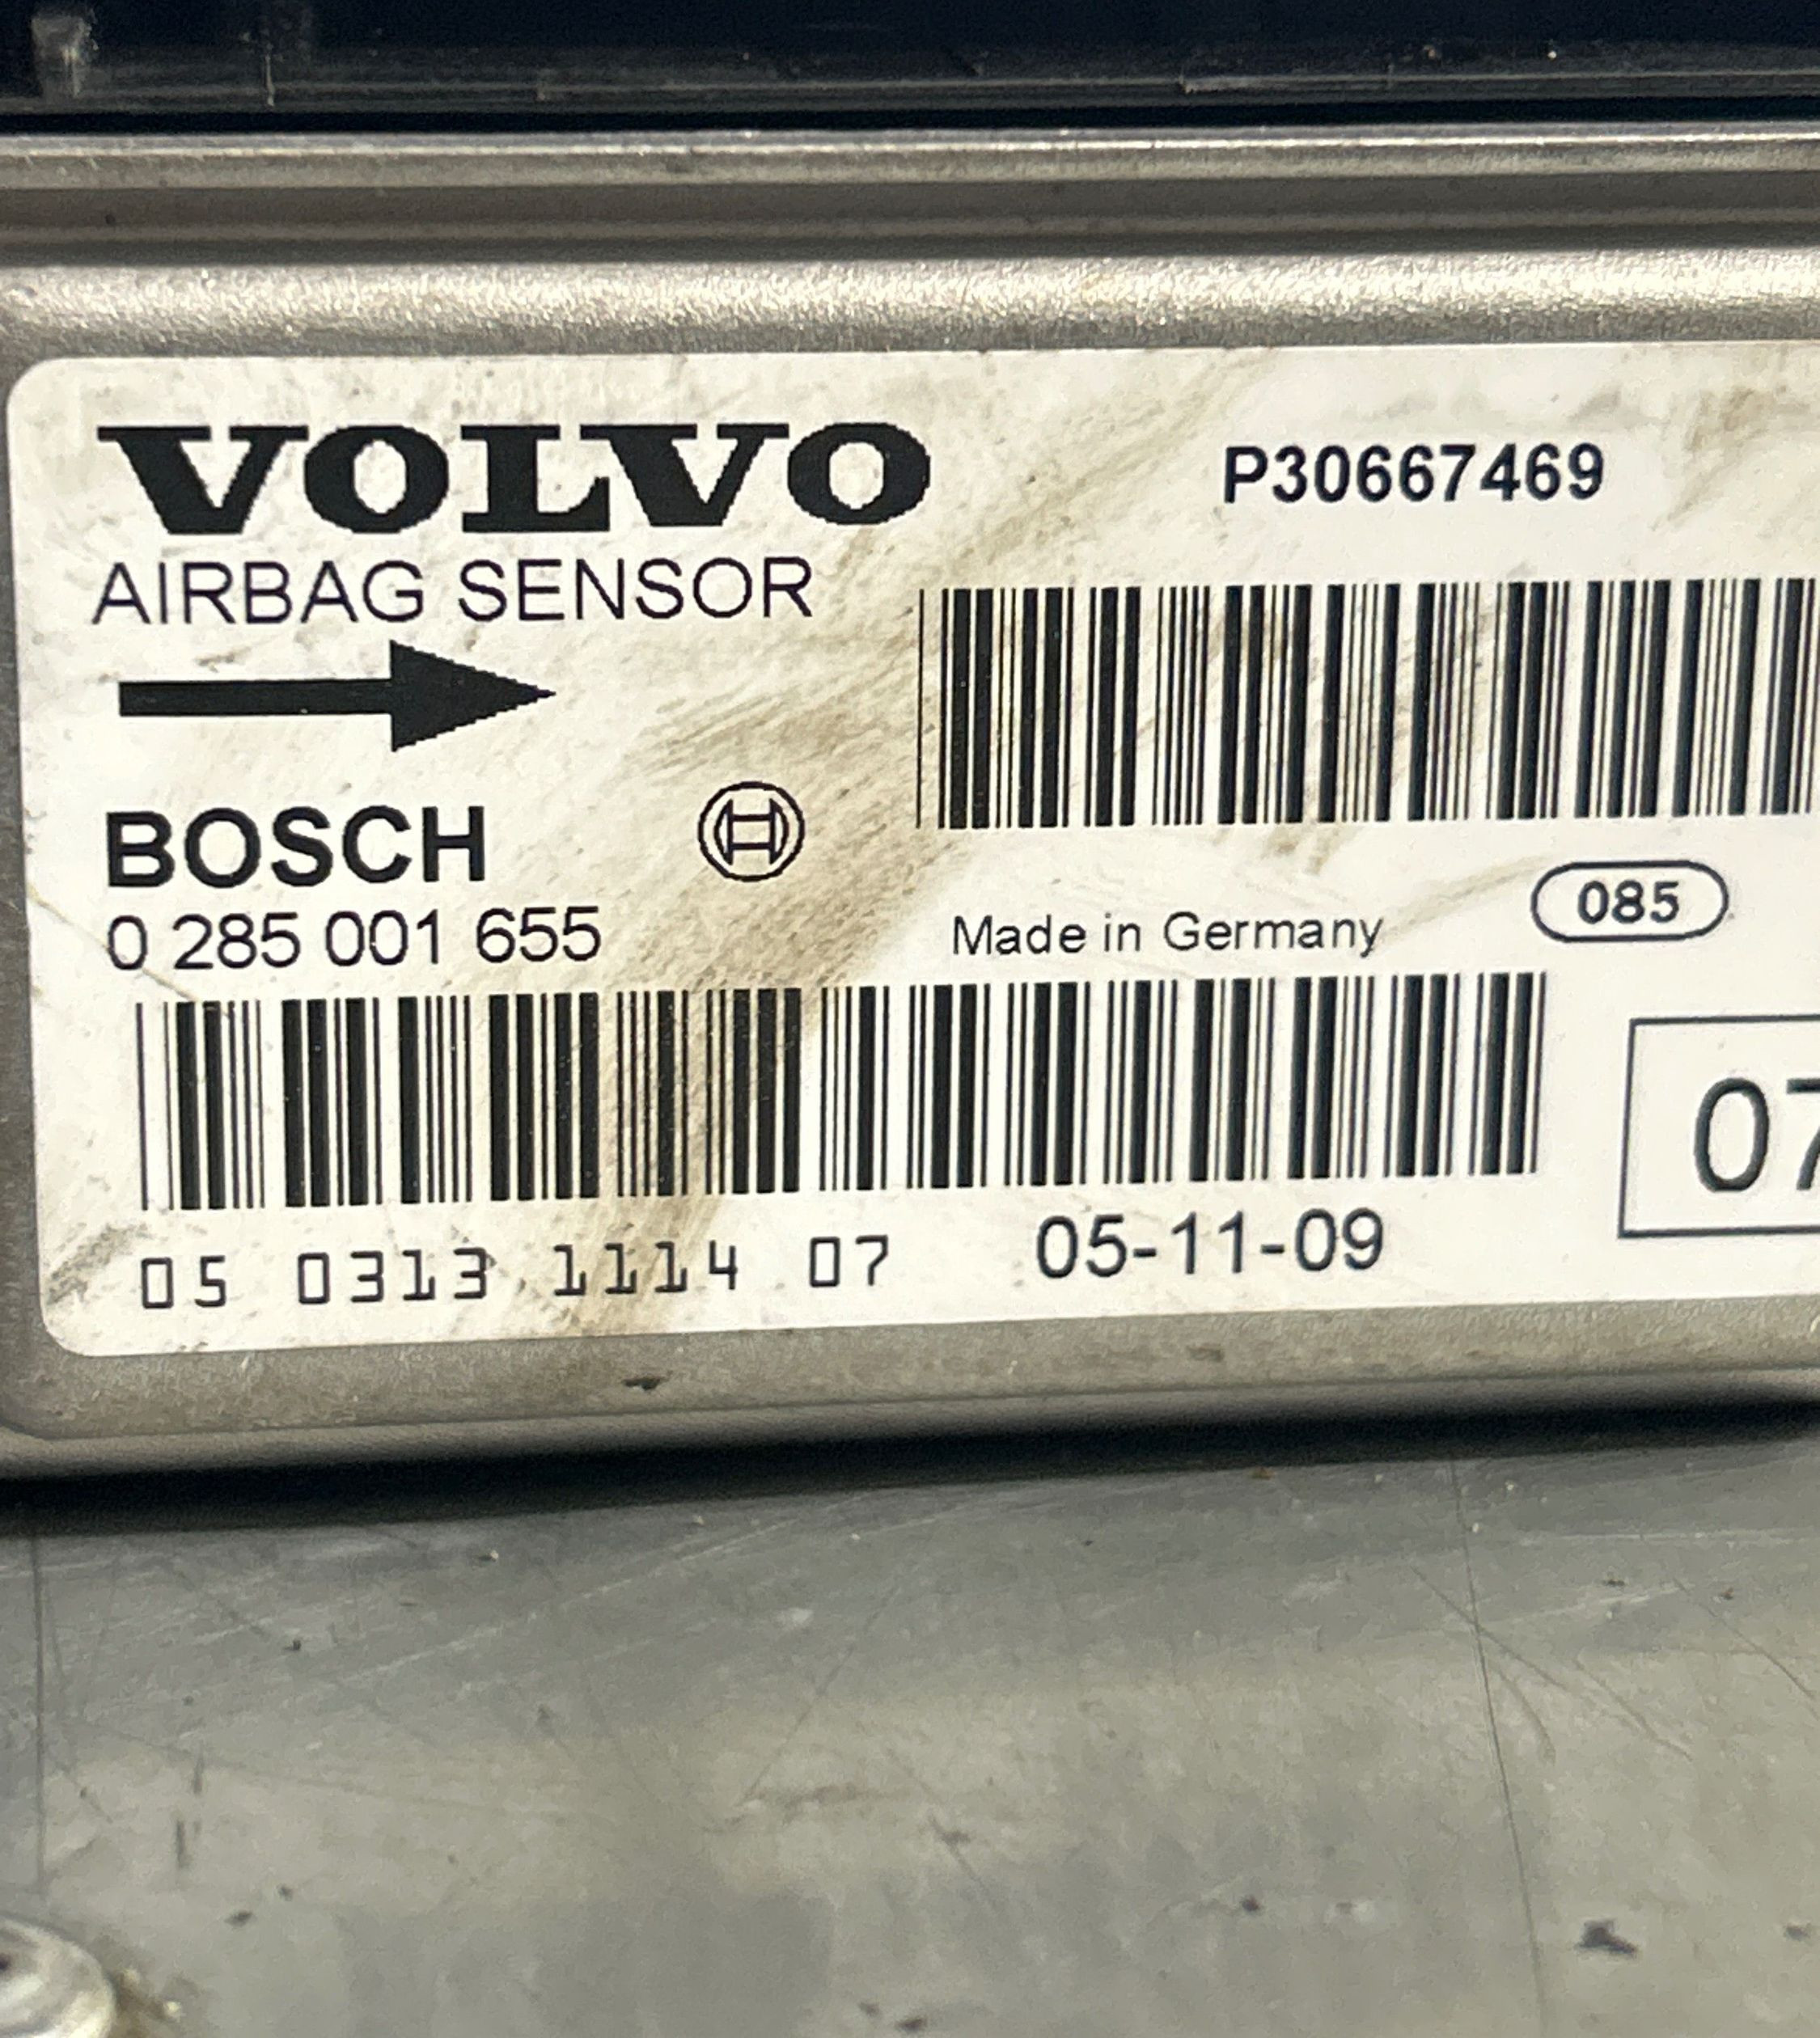 VOLVO
P30667469
AIRBAG SENSOR
BOSCH
085
0 285 001 655
Made in Germany
07
05 0313 1114 07
05-11-09